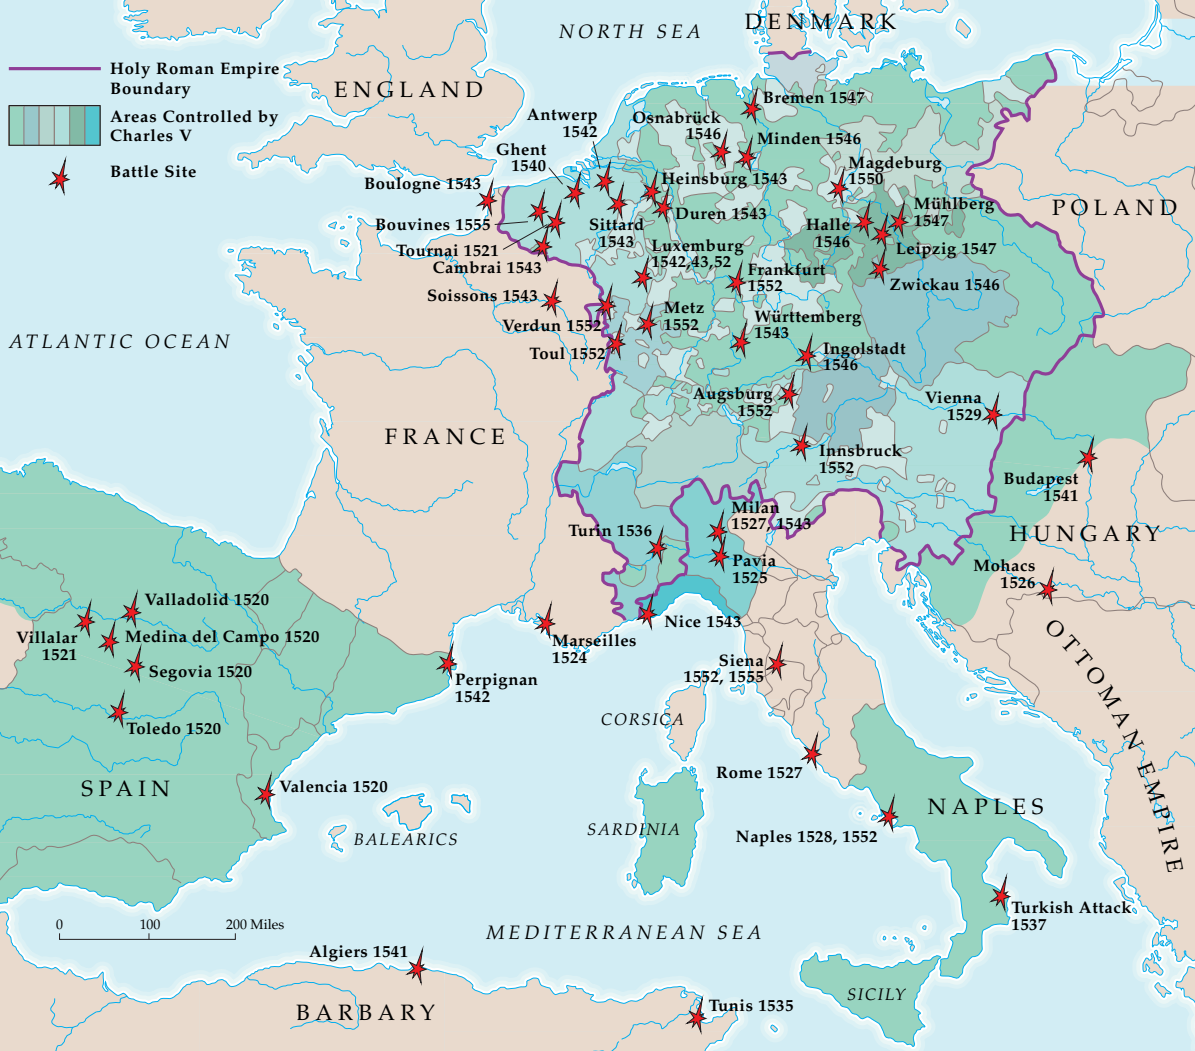 NORTH SEA
DENMARK
Holy Roman Empire
Boundary
ENGLAND
Areas Controlled by
Charles V
Battle Site
Bremen 1547
Antwerp
1542
Osnabrück
1546
Minden 1546
Ghent
1540
Magdeburg
1550
Boulogne 1543
Heinsburg 1543
Duren 1543
Mühlberg
1547
POLAND
Bouvines 1555
Sittard
1543
Halle
1546
Leipzig 1547
Tournai 1521
Cambrai 1543
Luxemburg
1542,43,52
Frankfurt
1552
Zwickau 1546
Soissons 1543
Verdun 1552
Metz
1552
Württemberg
1543
ATLANTIC OCEAN
Toul 1552
Ingolstadt
1546
Augsburg
1552
Vienna
1529
FRANCE
Innsbruck
1552
Budapest
1541
Milan
1527, 1543
Turin 1536
HUNGARY
Pavia
1525
Mohacs
1526
Valladolid 1520
Villalar
1521
Medina del Campo 1520
Nice 1543
Marseilles
1524
Segovia 1520
Perpignan
1542
Siena
1552, 1555
OTTOMAN EMPIRE
Toledo 1520
CORSICA
Rome 1527
SPAIN
Valencia 1520
NAPLES
BALEARICS
SARDINIA
Naples 1528, 1552
Turkish Attack
1537
0 100 200 Miles
MEDITERRANEAN SEA
Algiers 1541
SICILY
BARBARY
Tunis 1535